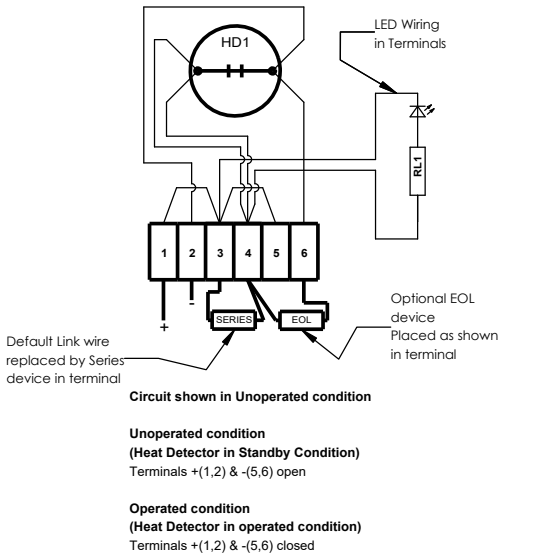 HD1
LED Wiring
in Terminals
RL1
1 2 3 4 5 6
+ -
SERIES EOL
Optional EOL
device
Placed as shown
in terminal
Default Link wire
replaced by Series
device in terminal
Circuit shown in Unoperated condition
Unoperated condition
(Heat Detector in Standby Condition)
Terminals +(1,2) & -(5,6) open
Operated condition
(Heat Detector in operated condition)
Terminals +(1,2) & -(5,6) closed